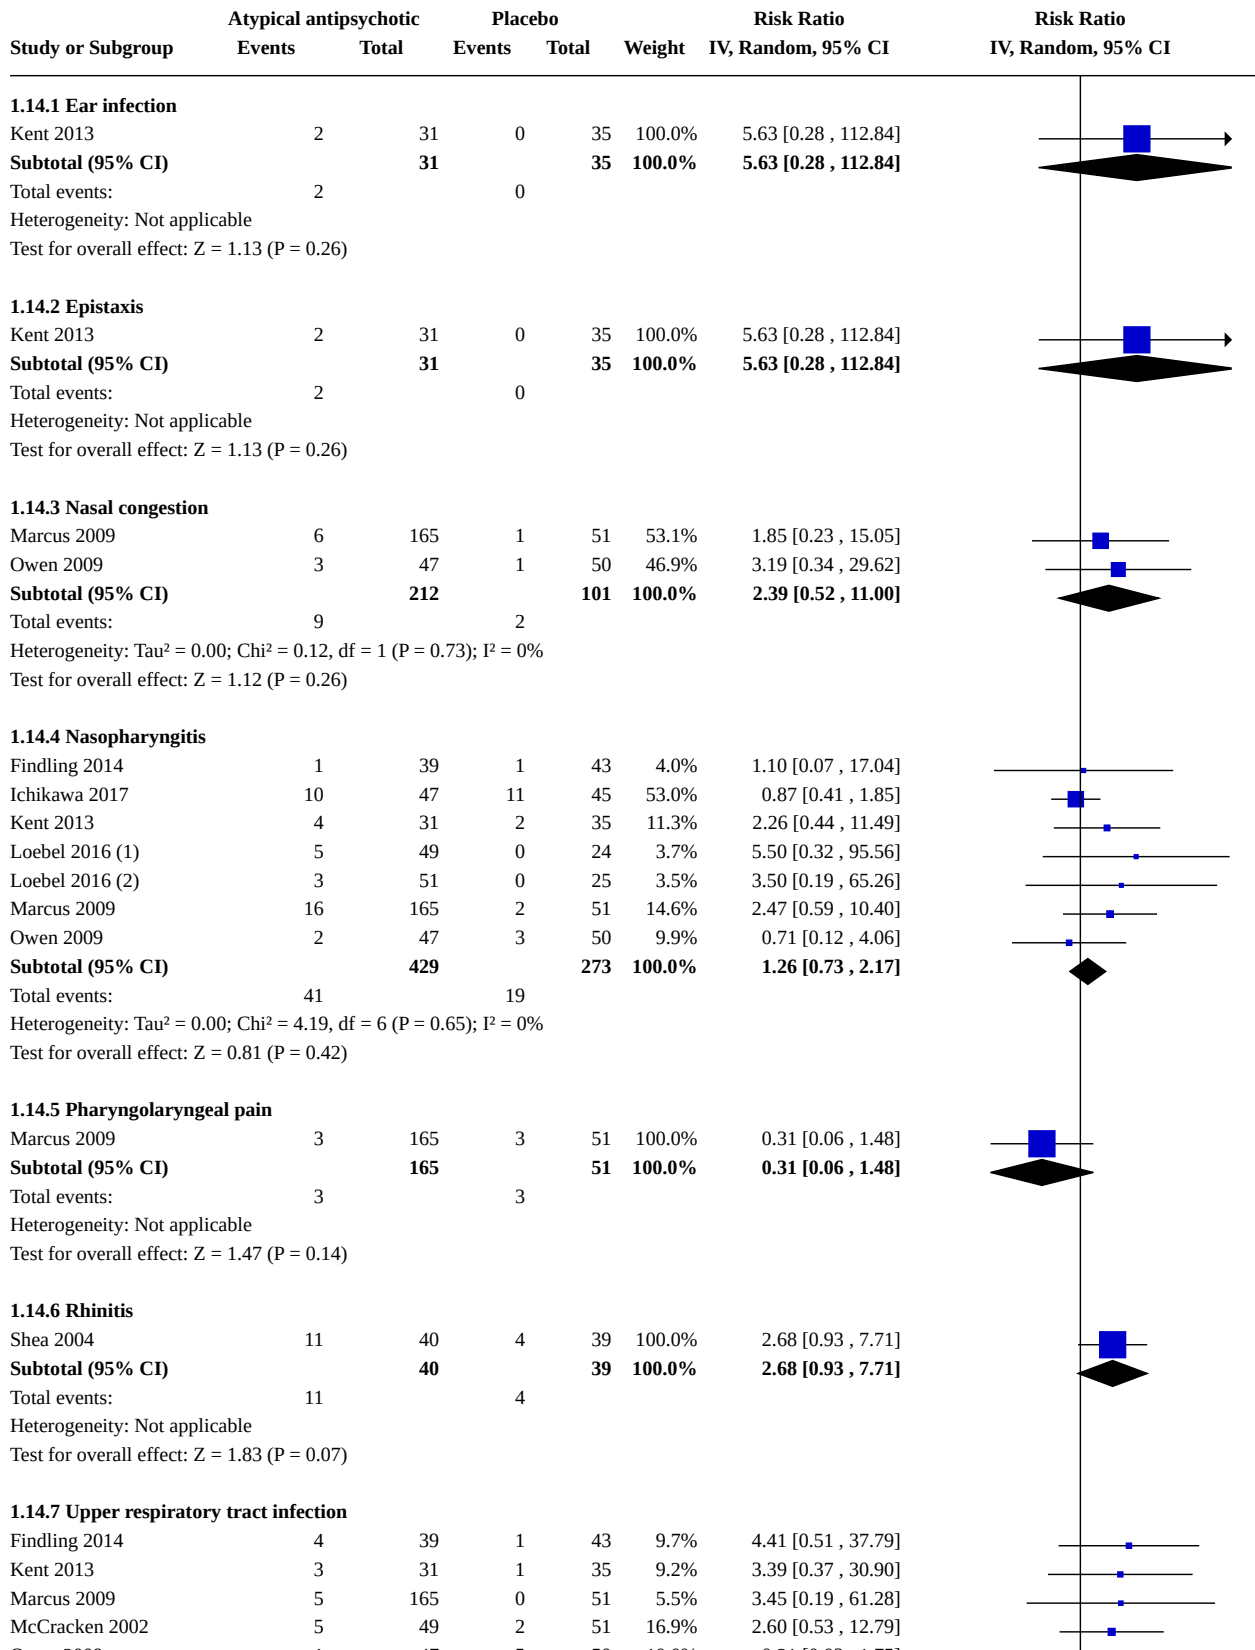 Atypical antipsychotic Placebo Risk Ratio Risk Ratio
Study or Subgroup Events Total Events Total Weight IV, Random, 95% CI IV, Random, 95% CI
1.14.1 Ear infection
Kent 2013 2 31 0 35 100.0% 5.63 [0.28 , 112.84]
Subtotal (95% CI) 31 35 100.0% 5.63 [0.28 , 112.84]
Total events: 2 0
Heterogeneity: Not applicable
Test for overall effect: Z = 1.13 (P = 0.26)
1.14.2 Epistaxis
Kent 2013 2 31 0 35 100.0% 5.63 [0.28 , 112.84]
Subtotal (95% CI) 31 35 100.0% 5.63 [0.28 , 112.84]
Total events: 2 0
Heterogeneity: Not applicable
Test for overall effect: Z = 1.13 (P = 0.26)
1.14.3 Nasal congestion
Marcus 2009 6 165 1 51 53.1% 1.85 [0.23 , 15.05]
Owen 2009 3 47 1 50 46.9% 3.19 [0.34 , 29.62]
Subtotal (95% CI) 212 101 100.0% 2.39 [0.52 , 11.00]
Total events: 9 2
Heterogeneity: Tau² = 0.00; Chi² = 0.12, df = 1 (P = 0.73); I² = 0%
Test for overall effect: Z = 1.12 (P = 0.26)
1.14.4 Nasopharyngitis
Findling 2014 1 39 1 43 4.0% 1.10 [0.07 , 17.04]
Ichikawa 2017 10 47 11 45 53.0% 0.87 [0.41 , 1.85]
Kent 2013 4 31 2 35 11.3% 2.26 [0.44 , 11.49]
Loebel 2016 (1) 5 49 0 24 3.7% 5.50 [0.32 , 95.56]
Loebel 2016 (2) 3 51 0 25 3.5% 3.50 [0.19 , 65.26]
Marcus 2009 16 165 2 51 14.6% 2.47 [0.59 , 10.40]
Owen 2009 2 47 3 50 9.9% 0.71 [0.12 , 4.06]
Subtotal (95% CI) 429 273 100.0% 1.26 [0.73 , 2.17]
Total events: 41 19
Heterogeneity: Tau² = 0.00; Chi² = 4.19, df = 6 (P = 0.65); I² = 0%
Test for overall effect: Z = 0.81 (P = 0.42)
1.14.5 Pharyngolaryngeal pain
Marcus 2009 3 165 3 51 100.0% 0.31 [0.06 , 1.48]
Subtotal (95% CI) 165 51 100.0% 0.31 [0.06 , 1.48]
Total events: 3 3
Heterogeneity: Not applicable
Test for overall effect: Z = 1.47 (P = 0.14)
1.14.6 Rhinitis
Shea 2004 11 40 4 39 100.0% 2.68 [0.93 , 7.71]
Subtotal (95% CI) 40 39 100.0% 2.68 [0.93 , 7.71]
Total events: 11 4
Heterogeneity: Not applicable
Test for overall effect: Z = 1.83 (P = 0.07)
1.14.7 Upper respiratory tract infection
Findling 2014 4 39 1 43 9.7% 4.41 [0.51 , 37.79]
Kent 2013 3 31 1 35 9.2% 3.39 [0.37 , 30.90]
Marcus 2009 5 165 0 51 5.5% 3.45 [0.19 , 61.28]
McCracken 2002 5 49 2 51 16.9% 2.60 [0.53 , 12.79]